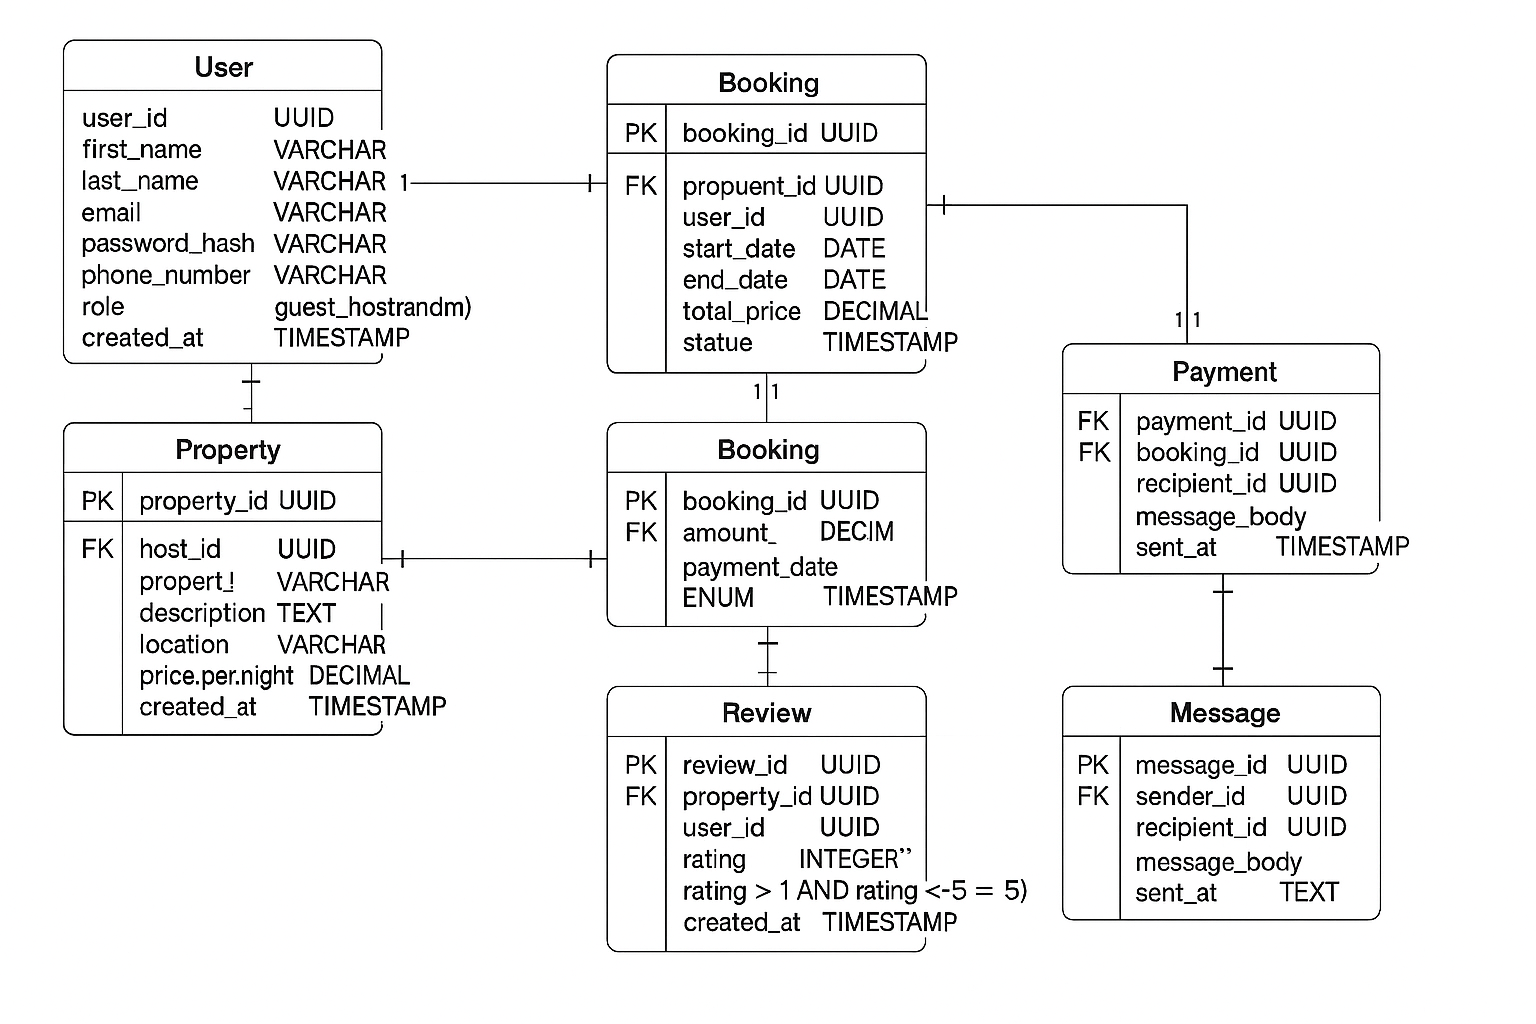 User
user_id UUID
first_name VARCHAR
last_name VARCHAR 1
email VARCHAR
password_hash VARCHAR
phone_number VARCHAR
role guest_hostrandm)
created_at TIMESTAMP
Booking
PK booking_id UUID
FK propuent_id UUID
user_id UUID
start_date DATE
end_date DATE
total_price DECIMAL
statue TIMESTAMP
1 1
1 1
Property
PK property_id UUID
FK host_id UUID
propert_! VARCHAR
description TEXT
location VARCHAR
price.per.night DECIMAL
created_at TIMESTAMP
Booking
PK booking_id UUID
FK amount_ DECIM
payment_date
ENUM TIMESTAMP
Payment
FK payment_id UUID
FK booking_id UUID
recipient_id UUID
message_body
sent_at TIMESTAMP
Review
PK review_id UUID
FK property_id UUID
user_id UUID
rating INTEGER”
rating > 1 AND rating <-5 = 5)
created_at TIMESTAMP
Message
PK message_id UUID
FK sender_id UUID
recipient_id UUID
message_body
sent_at TEXT